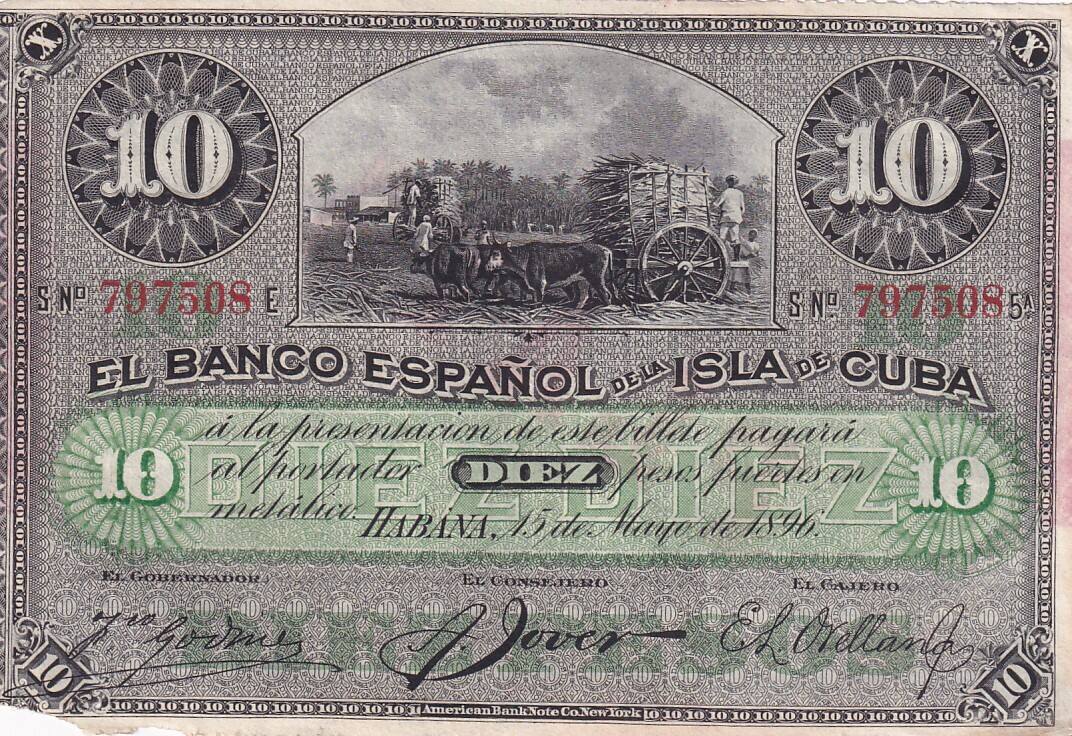 X X
10 10
S Nº 797508 E S Nº 797508 5ᴬ
EL BANCO ESPAÑOL DE LA ISLA DE CUBA
á la presentacion de este billete pagará
10 al portador DIEZ pesos fuertes en 10
metálico. HABANA, 15 de Mayo de 1896.
DIEZ DIEZ
EL GOBERNADOR EL CONSEJERO EL CAJERO
J. Jover E L Orellana
10 10
American Bank Note Co. New York